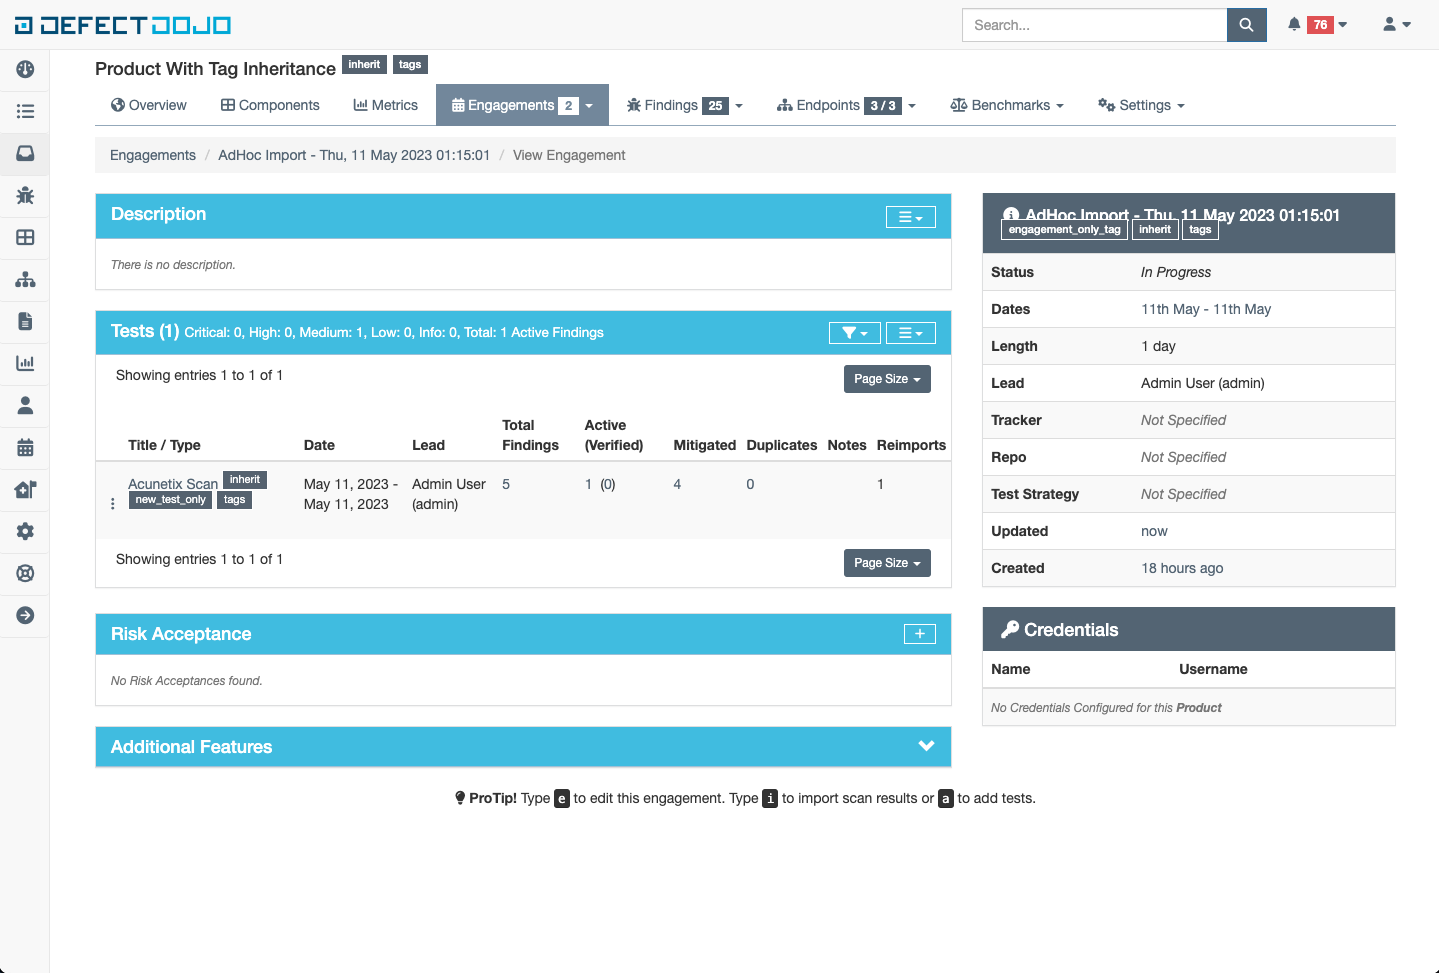 DEFECTDOJO
Search...
76
Product With Tag Inheritance inherit tags
Overview Components Metrics Engagements 2 Findings 25 Endpoints 3 / 3 Benchmarks Settings
Engagements / AdHoc Import - Thu, 11 May 2023 01:15:01 / View Engagement
Description
There is no description.
Tests (1) Critical: 0, High: 0, Medium: 1, Low: 0, Info: 0, Total: 1 Active Findings
Showing entries 1 to 1 of 1
Page Size
Title / Type Date Lead Total Findings Active (Verified) Mitigated Duplicates Notes Reimports
Acunetix Scan inherit new_test_only tags May 11, 2023 - May 11, 2023 Admin User (admin) 5 1 (0) 4 0 1
Showing entries 1 to 1 of 1
Page Size
Risk Acceptance
No Risk Acceptances found.
Additional Features
AdHoc Import - Thu, 11 May 2023 01:15:01
engagement_only_tag inherit tags
Status In Progress
Dates 11th May - 11th May
Length 1 day
Lead Admin User (admin)
Tracker Not Specified
Repo Not Specified
Test Strategy Not Specified
Updated now
Created 18 hours ago
Credentials
Name Username
No Credentials Configured for this Product
ProTip! Type e to edit this engagement. Type i to import scan results or a to add tests.